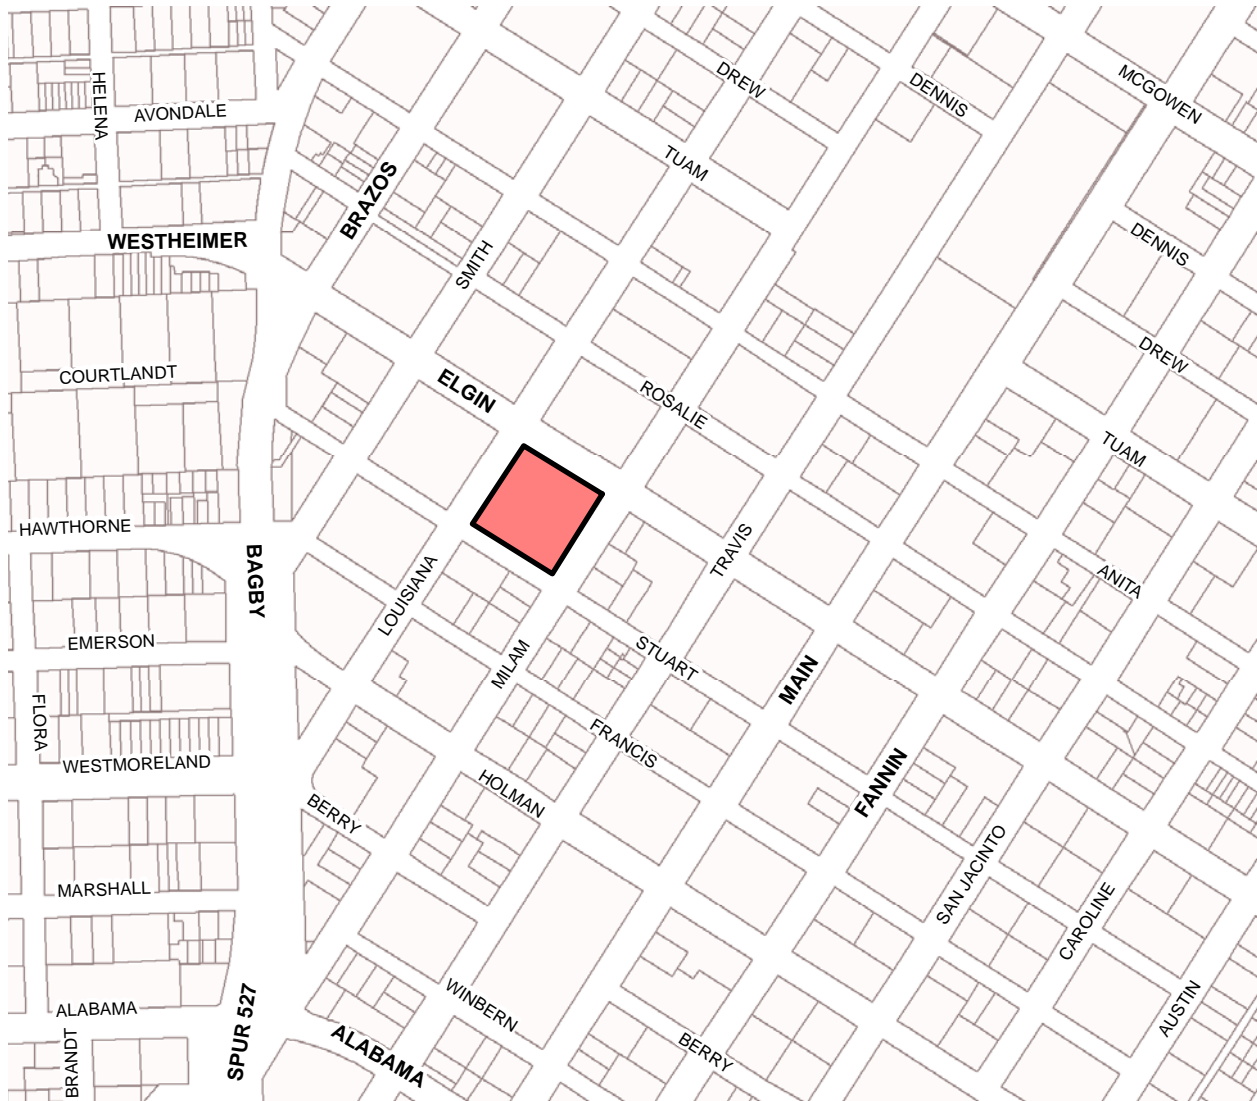 DREW
MCGOWEN
DENNIS
HELENA
AVONDALE
TUAM
BRAZOS
WESTHEIMER
SMITH
DENNIS
DREW
COURTLANDT
ELGIN
ROSALIE
TUAM
HAWTHORNE
BAGBY
TRAVIS
LOUISIANA
ANITA
EMERSON
MILAM
STUART
MAIN
FLORA
FRANCIS
WESTMORELAND
FANNIN
HOLMAN
BERRY
SAN JACINTO
MARSHALL
CAROLINE
WINBERN
ALABAMA
AUSTIN
SPUR 527
BRANDT
ALABAMA
BERRY